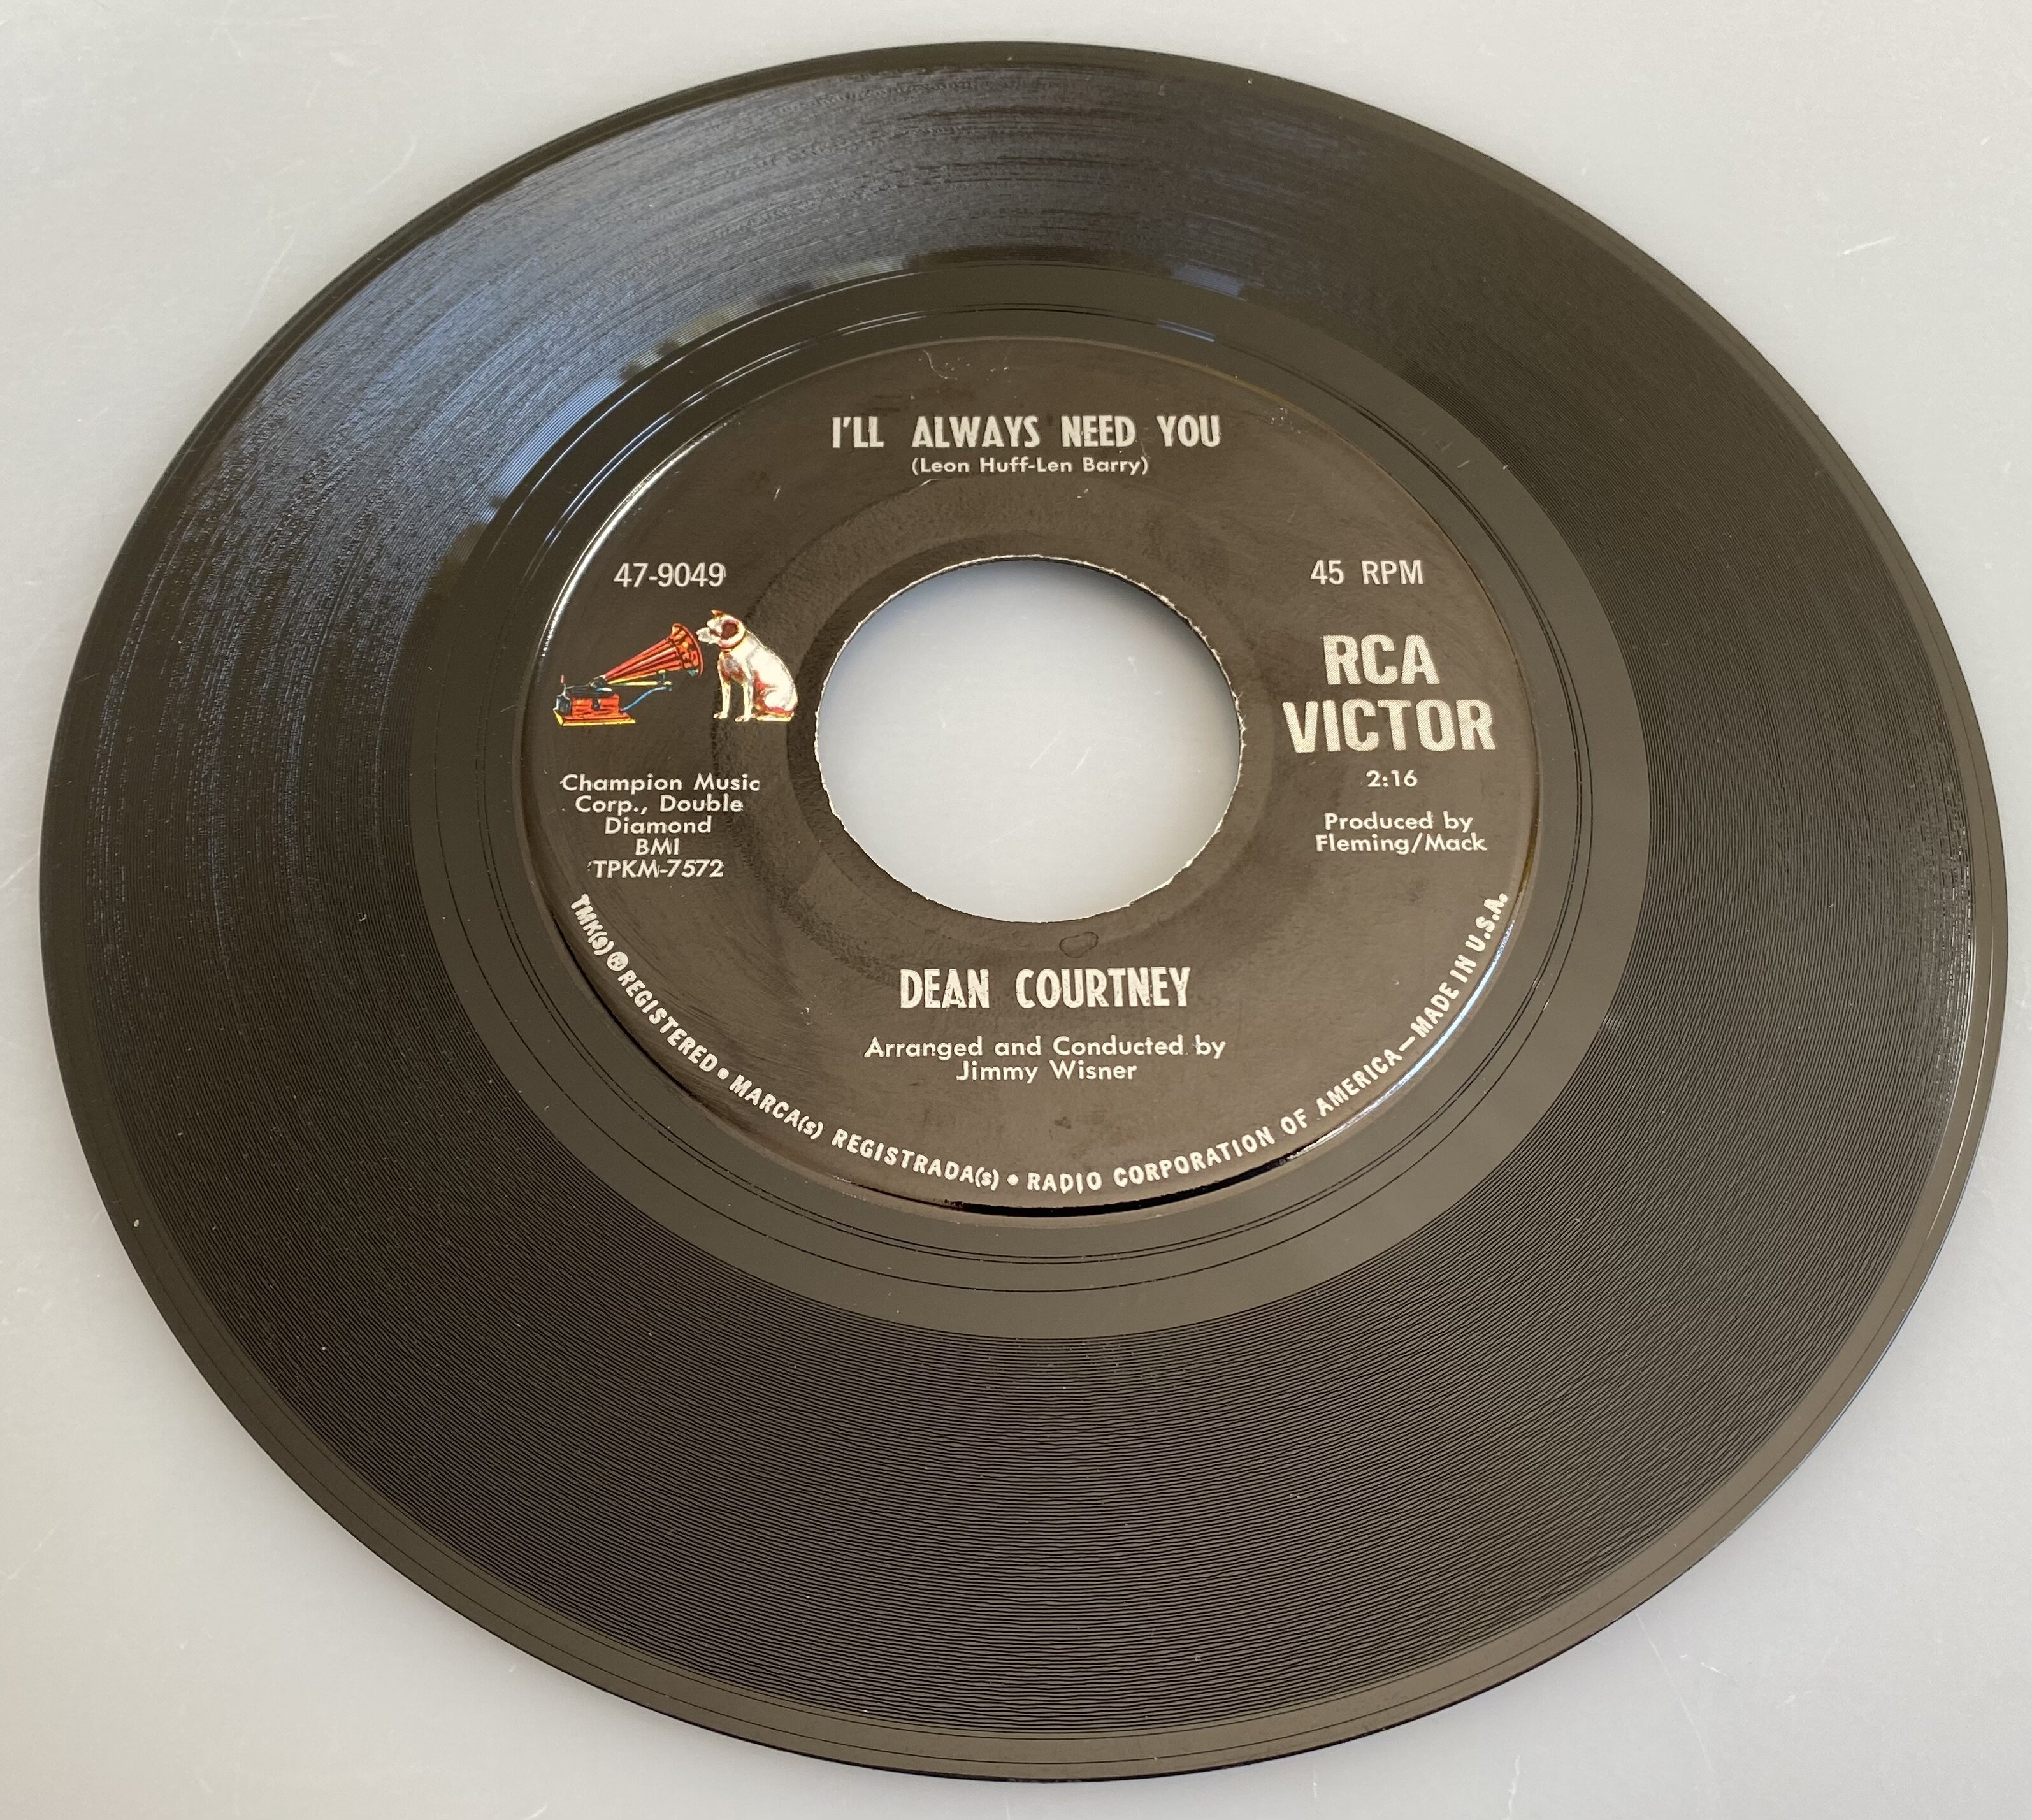 I'LL ALWAYS NEED YOU
(Leon Huff-Len Barry)
47-9049
45 RPM
RCA
VICTOR
2:16
Produced by
Fleming/Mack
Champion Music
Corp., Double
Diamond
BMI
TPKM-7572
DEAN COURTNEY
Arranged and Conducted by
Jimmy Wisner
TMK(s) ® REGISTERED • MARCA(s) REGISTRADA(s) • RADIO CORPORATION OF AMERICA—MADE IN U.S.A.